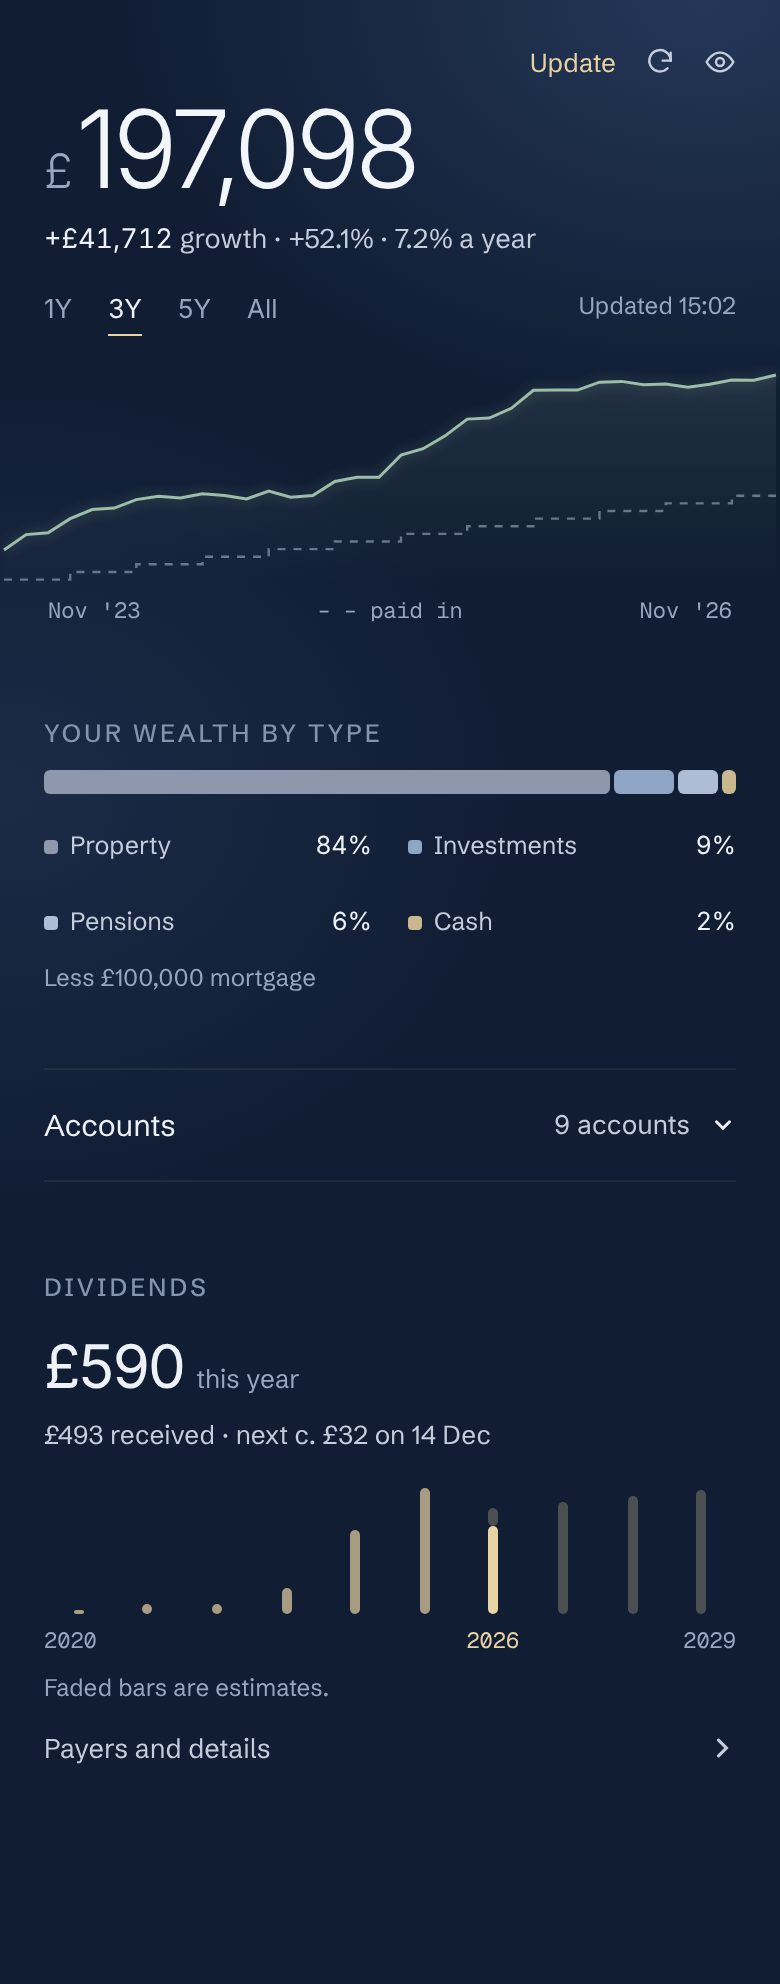 Update
£197,098
+£41,712 growth · +52.1% · 7.2% a year
1Y 3Y 5Y All Updated 15:02
Nov '23 - - paid in Nov '26
YOUR WEALTH BY TYPE
Property 84% Investments 9%
Pensions 6% Cash 2%
Less £100,000 mortgage
Accounts 9 accounts
DIVIDENDS
£590 this year
£493 received · next c. £32 on 14 Dec
2020 2026 2029
Faded bars are estimates.
Payers and details